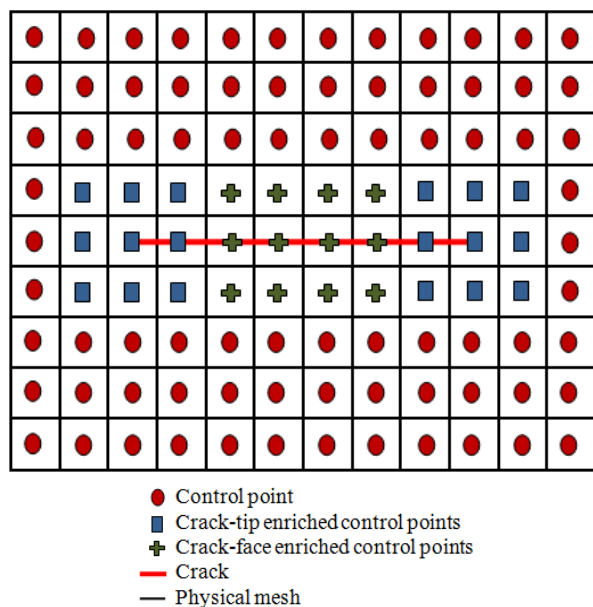 Control point
Crack-tip enriched control points
Crack-face enriched control points
Crack
Physical mesh